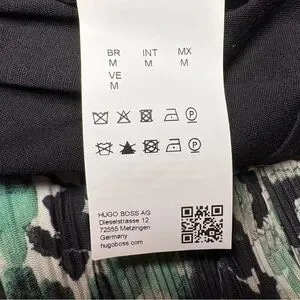 BR INT MX
M M M
VE
M
P
P
HUGO BOSS AG
Dieselstrasse 12
72555 Metzingen
Germany
hugoboss.com